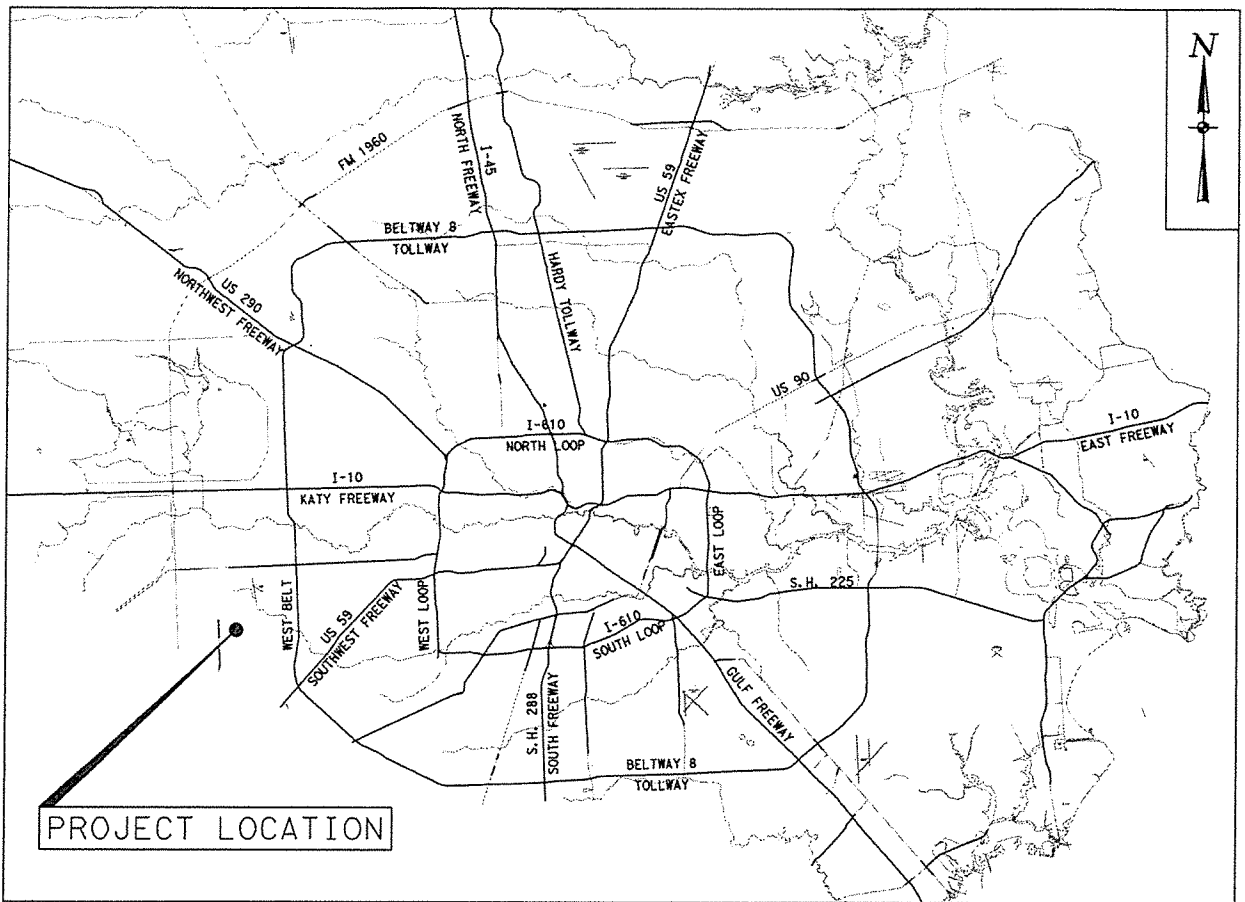 N
FM 1960
I-45
NORTH FREEWAY
US 59
EASTEX FREEWAY
BELTWAY 8
TOLLWAY
HARDY TOLLWAY
US 290
NORTHWEST FREEWAY
US 90
I-610
NORTH LOOP
I-10
EAST FREEWAY
I-10
KATY FREEWAY
EAST LOOP
S.H. 225
WEST BELT
US 59
SOUTHWEST FREEWAY
WEST LOOP
I-610
SOUTH LOOP
S.H. 288
SOUTH FREEWAY
GULF FREEWAY
BELTWAY 8
TOLLWAY
PROJECT LOCATION